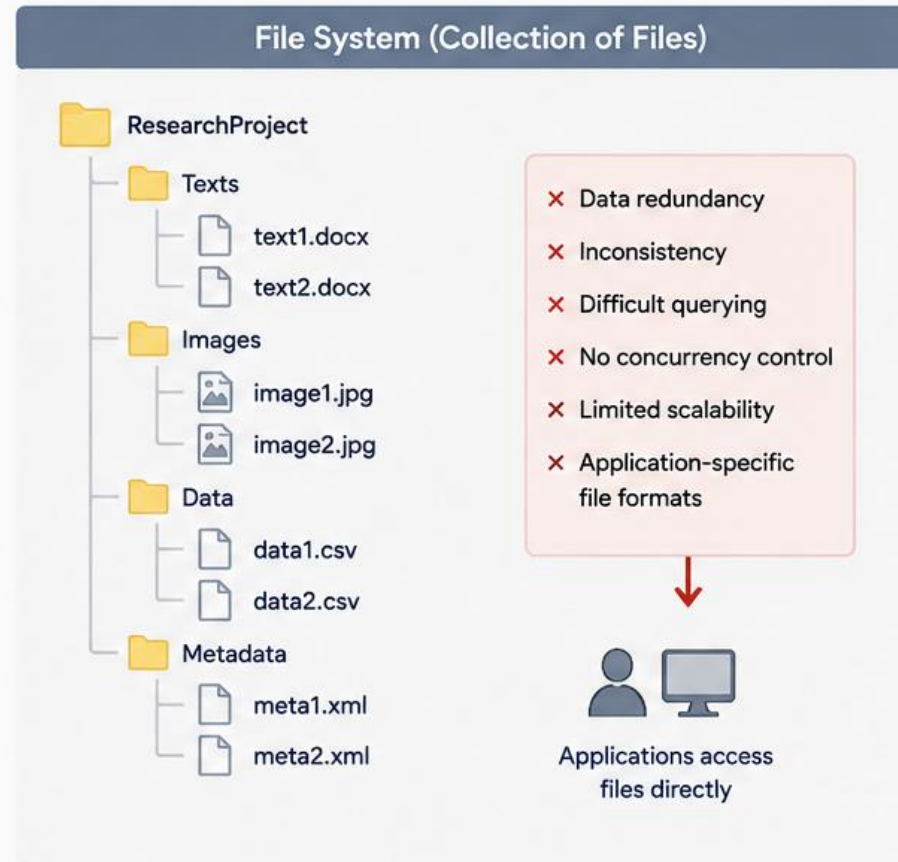 File System (Collection of Files)
ResearchProject
Texts
text1.docx
text2.docx
Images
image1.jpg
image2.jpg
Data
data1.csv
data2.csv
Metadata
meta1.xml
meta2.xml
Data redundancy
Inconsistency
Difficult querying
No concurrency control
Limited scalability
Application-specific
file formats
Applications access
files directly